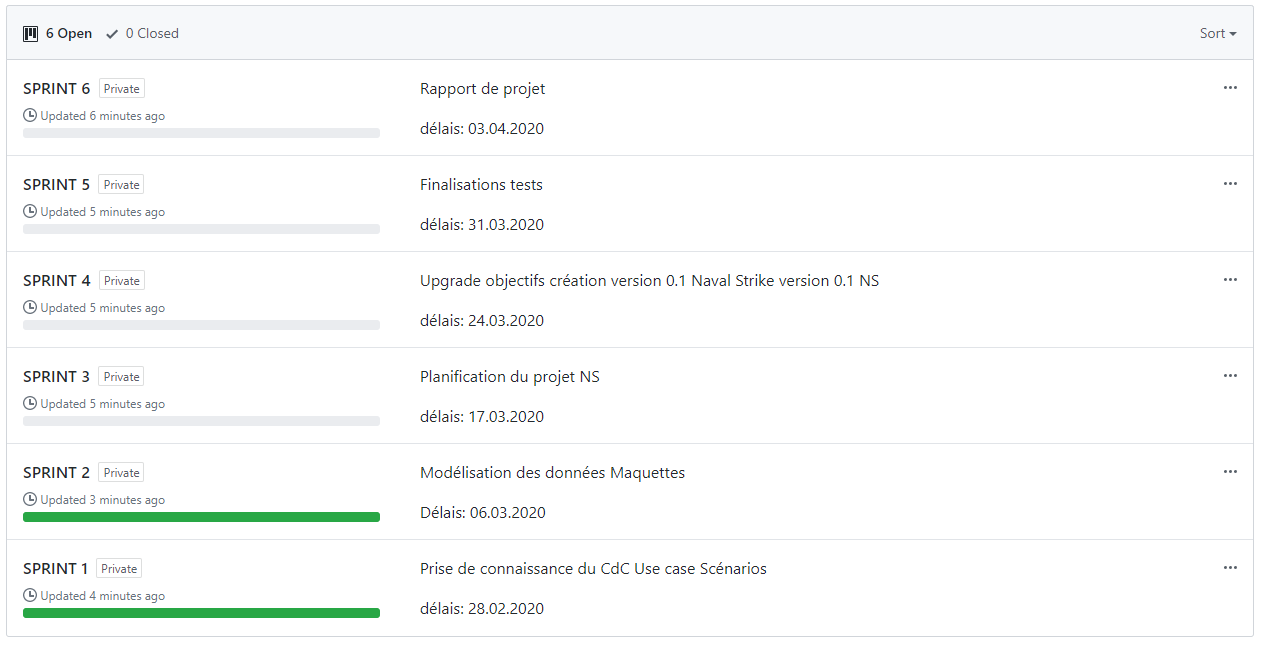 6 Open 0 Closed Sort
SPRINT 6 Private Rapport de projet
Updated 6 minutes ago
délais: 03.04.2020
SPRINT 5 Private Finalisations tests
Updated 5 minutes ago
délais: 31.03.2020
SPRINT 4 Private Upgrade objectifs création version 0.1 Naval Strike version 0.1 NS
Updated 5 minutes ago
délais: 24.03.2020
SPRINT 3 Private Planification du projet NS
Updated 5 minutes ago
délais: 17.03.2020
SPRINT 2 Private Modélisation des données Maquettes
Updated 3 minutes ago
Délais: 06.03.2020
SPRINT 1 Private Prise de connaissance du CdC Use case Scénarios
Updated 4 minutes ago
délais: 28.02.2020